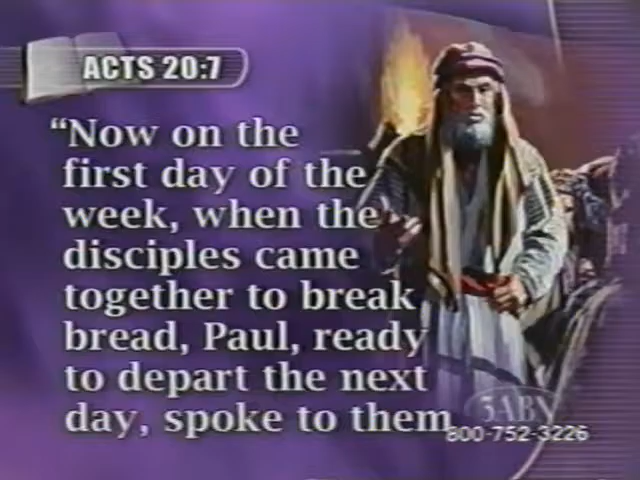 ACTS 20:7
“Now on the
first day of the
week, when the
disciples came
together to break
bread, Paul, ready
to depart the next
day, spoke to them
3ABN
800-752-3226